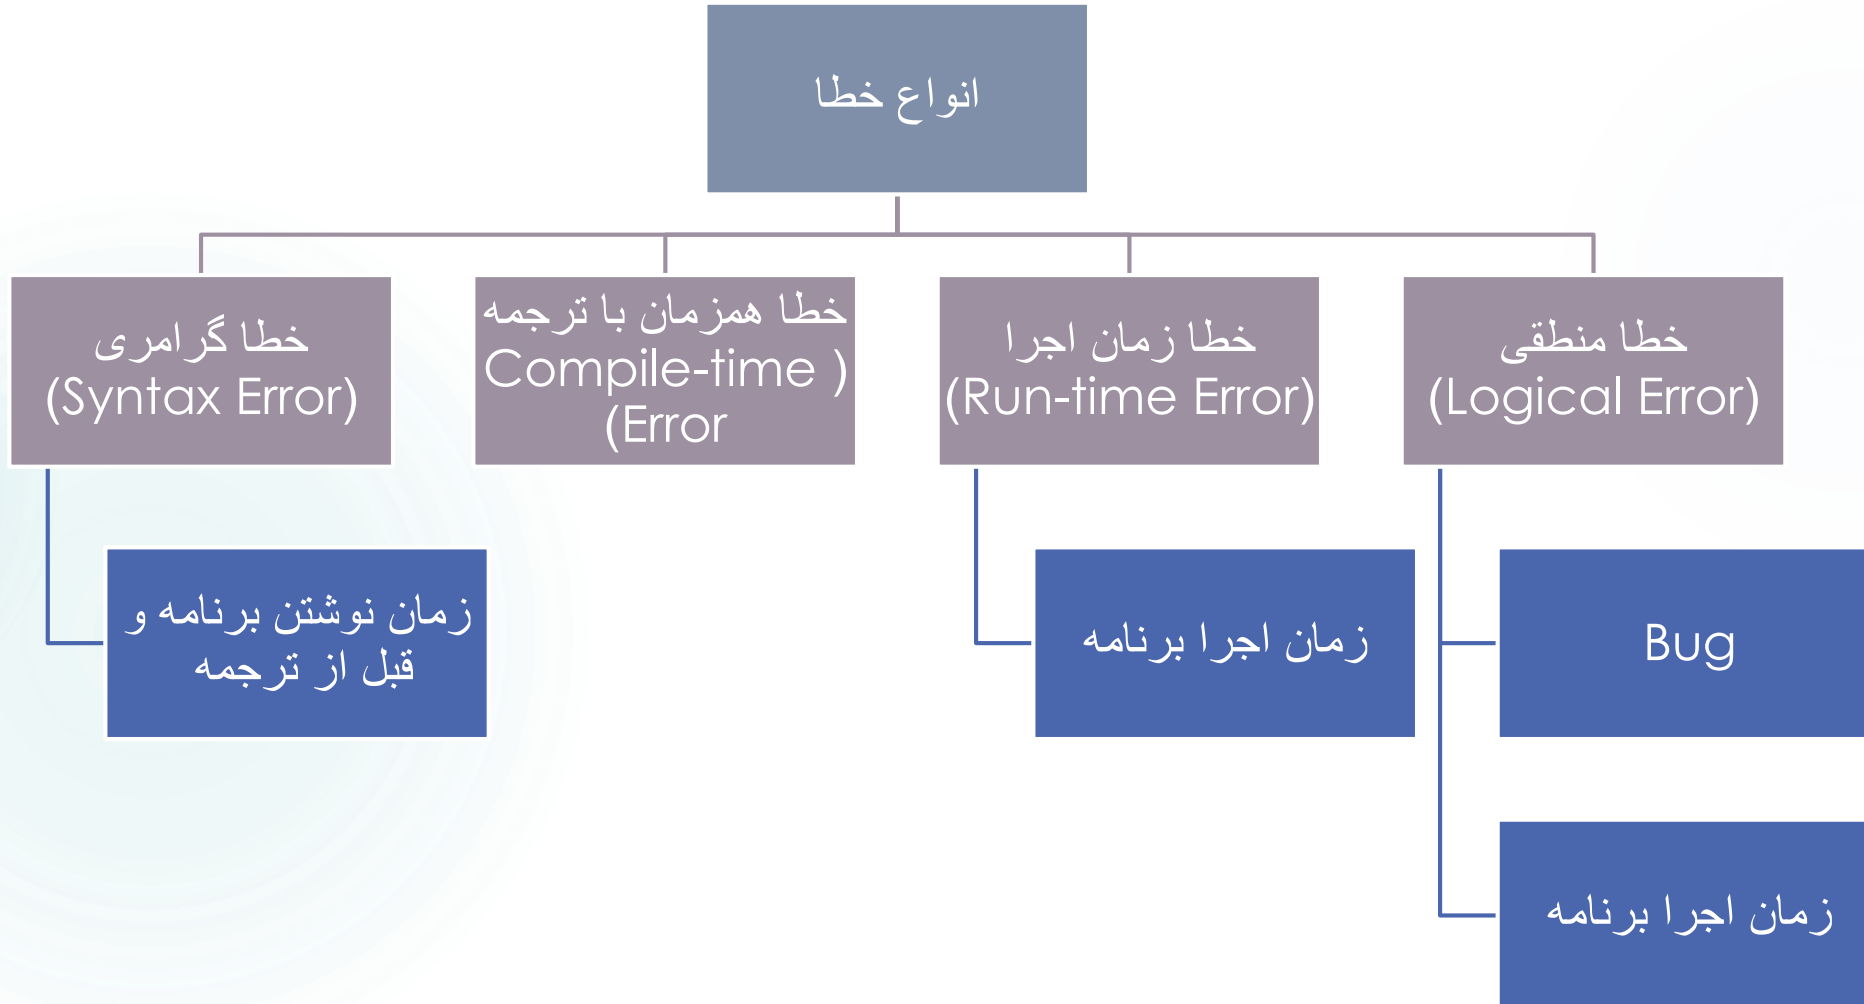 انواع خطا
خطا گرامری
(Syntax Error)
خطا همزمان با ترجمه
Compile-time )
(Error
خطا زمان اجرا
(Run-time Error)
خطا منطقی
(Logical Error)
زمان نوشتن برنامه و
قبل از ترجمه
زمان اجرا برنامه
Bug
زمان اجرا برنامه